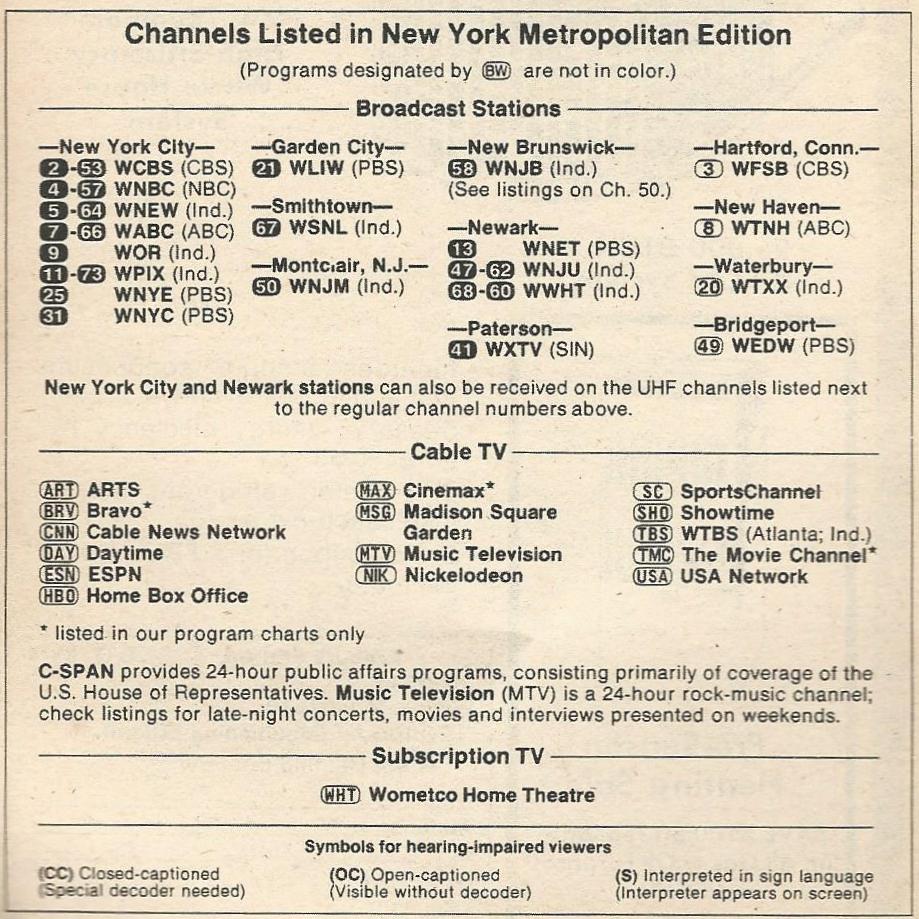 Channels Listed in New York Metropolitan Edition
(Programs designated by BW are not in color.)
Broadcast Stations
—New York City—
2-53 WCBS (CBS)
4-57 WNBC (NBC)
5-64 WNEW (Ind.)
7-66 WABC (ABC)
9 WOR (Ind.)
11-73 WPIX (Ind.)
25 WNYE (PBS)
31 WNYC (PBS)
—Garden City—
21 WLIW (PBS)
—Smithtown—
67 WSNL (Ind.)
—Montclair, N.J.—
50 WNJM (Ind.)
—New Brunswick—
58 WNJB (Ind.)
(See listings on Ch. 50.)
—Newark—
13 WNET (PBS)
47-62 WNJU (Ind.)
68-60 WWHT (Ind.)
—Paterson—
41 WXTV (SIN)
—Hartford, Conn.—
3 WFSB (CBS)
—New Haven—
8 WTNH (ABC)
—Waterbury—
20 WTXX (Ind.)
—Bridgeport—
49 WEDW (PBS)
New York City and Newark stations can also be received on the UHF channels listed next
to the regular channel numbers above.
Cable TV
ART ARTS
BRV Bravo*
CNN Cable News Network
DAY Daytime
ESN ESPN
HBO Home Box Office
MAX Cinemax*
MSG Madison Square
Garden
MTV Music Television
NIK Nickelodeon
SC SportsChannel
SHO Showtime
TBS WTBS (Atlanta; Ind.)
TMC The Movie Channel*
USA USA Network
* listed in our program charts only
C-SPAN provides 24-hour public affairs programs, consisting primarily of coverage of the
U.S. House of Representatives. Music Television (MTV) is a 24-hour rock-music channel;
check listings for late-night concerts, movies and interviews presented on weekends.
Subscription TV
WHT Wometco Home Theatre
Symbols for hearing-impaired viewers
(CC) Closed-captioned
(Special decoder needed)
(OC) Open-captioned
(Visible without decoder)
(S) Interpreted in sign language
(Interpreter appears on screen)